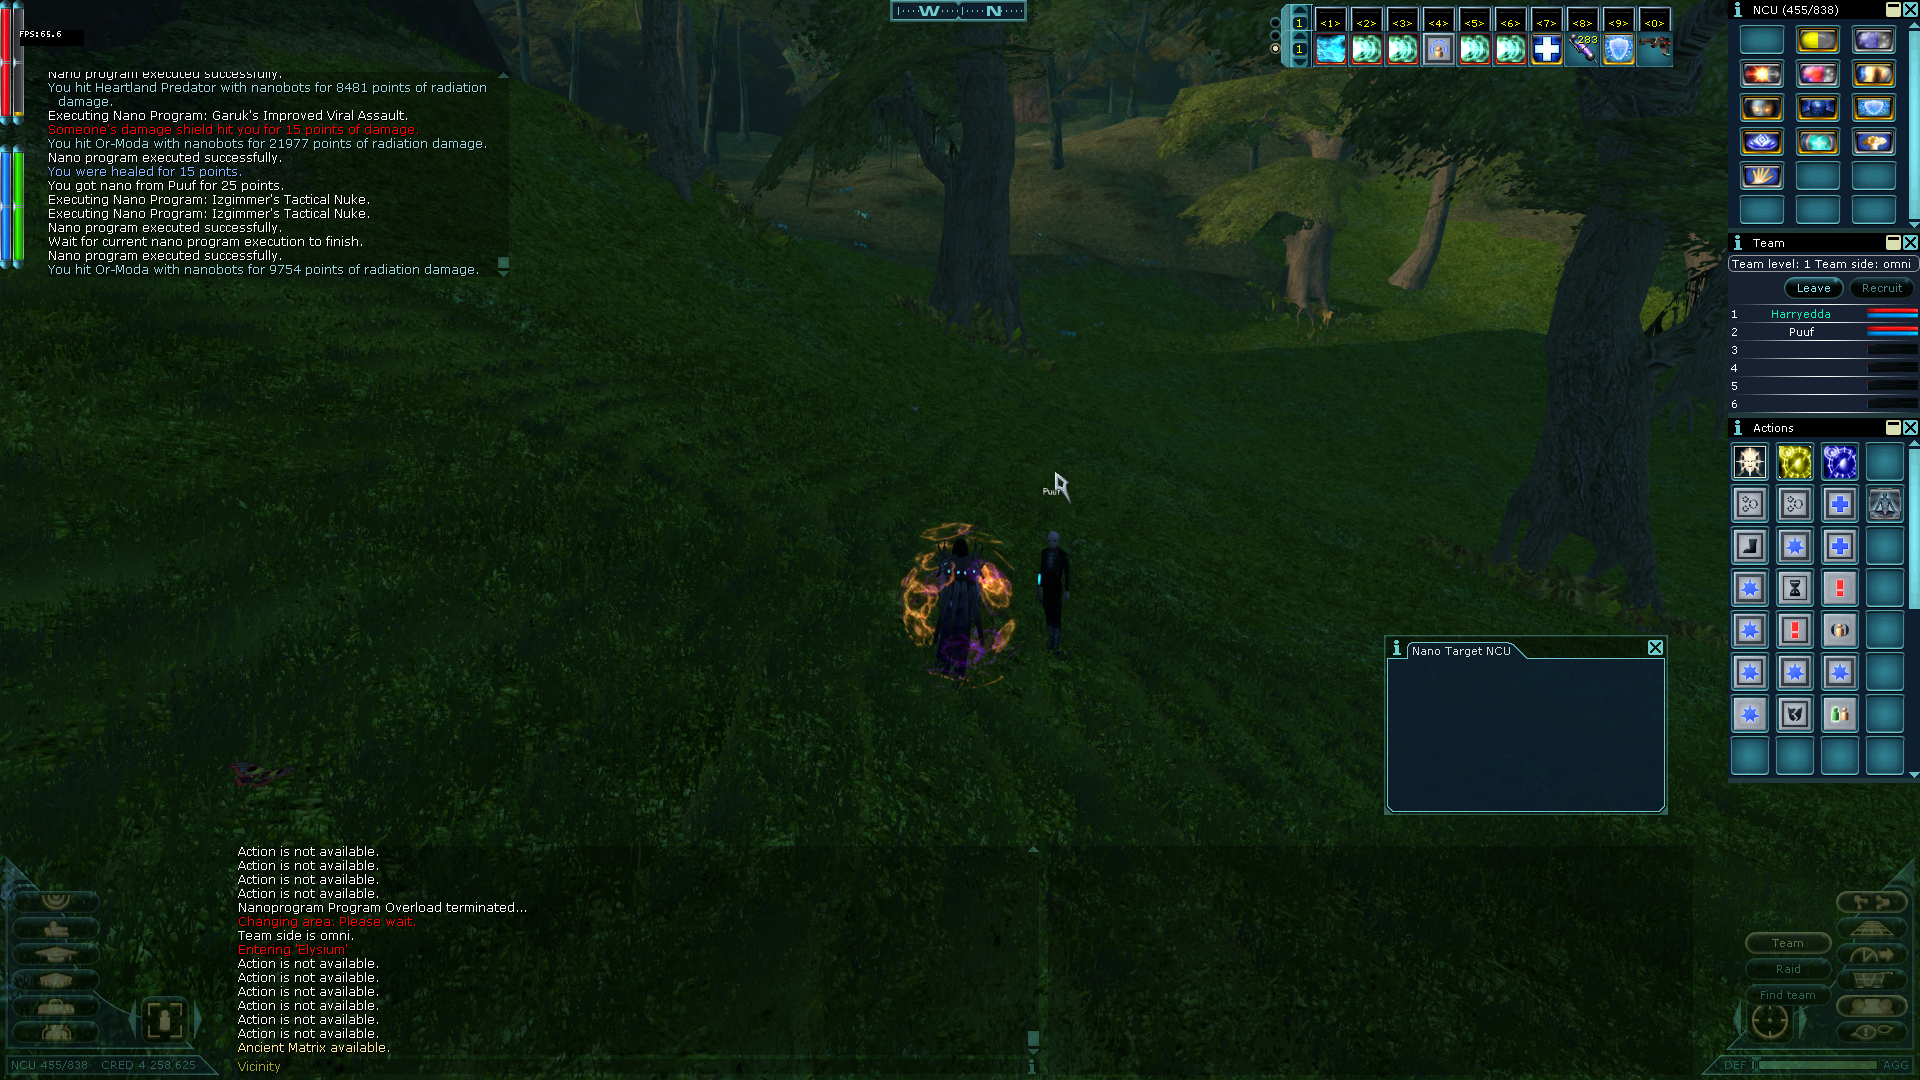 FPS:65.6
Nano program executed successfully.
You hit Heartland Predator with nanobots for 8481 points of radiation
damage.
Executing Nano Program: Garuk's Improved Viral Assault.
Someone's damage shield hit you for 15 points of damage.
You hit Or-Moda with nanobots for 21977 points of radiation damage.
Nano program executed successfully.
You were healed for 15 points.
You got nano from Puuf for 25 points.
Executing Nano Program: Izgimmer's Tactical Nuke.
Executing Nano Program: Izgimmer's Tactical Nuke.
Nano program executed successfully.
Wait for current nano program execution to finish.
Nano program executed successfully.
You hit Or-Moda with nanobots for 9754 points of radiation damage.
W N
1 <1> <2> <3> <4> <5> <6> <7> <8> <9> <0>
1 283
NCU (455/838)
Team
Team level: 1 Team side: omni
Leave Recruit
1 Harryedda
2 Puuf
3
4
5
6
Actions
Puuf
Nano Target NCU
Action is not available.
Action is not available.
Action is not available.
Action is not available.
Nanoprogram Program Overload terminated...
Changing area: Please wait.
Team side is omni.
Entering 'Elysium'
Action is not available.
Action is not available.
Action is not available.
Action is not available.
Action is not available.
Action is not available.
Ancient Matrix available.
Vicinity
NCU 455/838 CRED 4 258 625
Team
Raid
Find team
DEF AGG